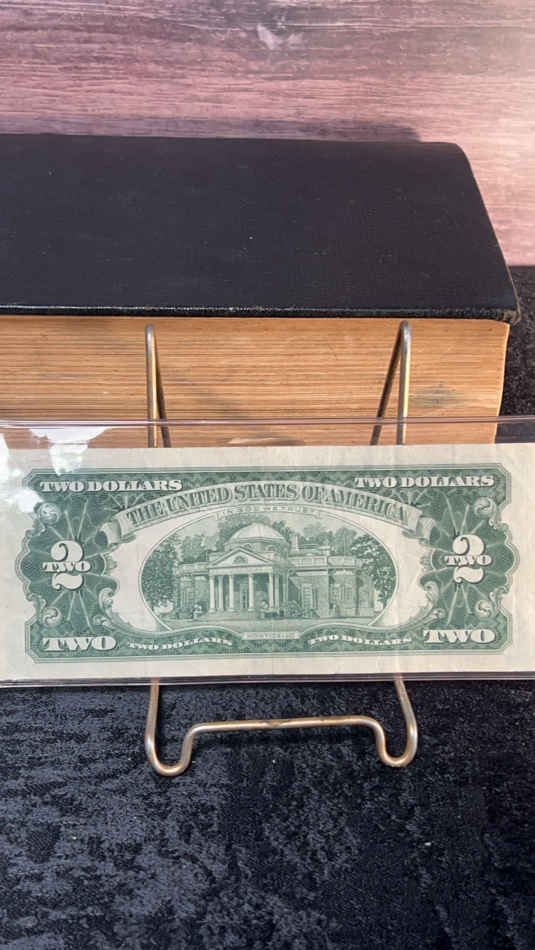 TWO DOLLARS
TWO DOLLARS
THE UNITED STATES OF AMERICA
2
TWO
2
TWO
TWO
TWO DOLLARS
MONTICELLO
TWO DOLLARS
TWO